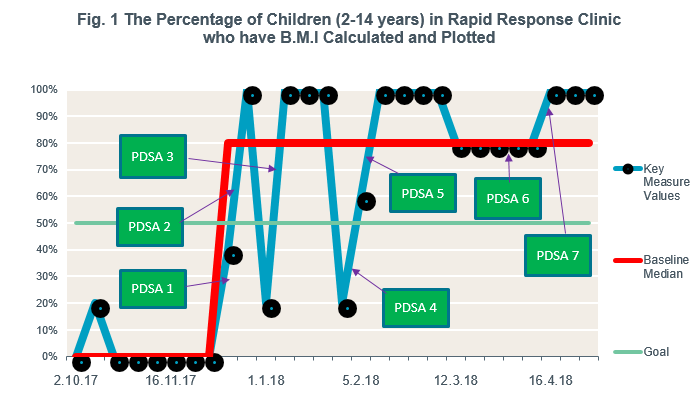 Fig. 1 The Percentage of Children (2-14 years) in Rapid Response Clinic
who have B.M.I Calculated and Plotted
100%
90%
80%
70%
60%
50%
40%
30%
20%
10%
0%
PDSA 3
PDSA 2
PDSA 1
PDSA 5
PDSA 6
PDSA 7
PDSA 4
2.10.17
16.11.17
1.1.18
5.2.18
12.3.18
16.4.18
Key
Measure
Values
Baseline
Median
Goal